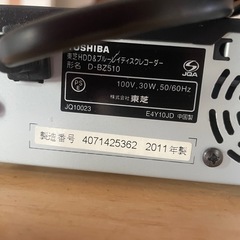 TOSHIBA
東芝HDD&ブルーレイディスクレコーダー
形名 D-BZ510
100V, 30W, 50/60Hz
JQA
PS
E
JQ10023
株式会社 東芝
E4Y10JD 中国製
製造番号 4071425362 2011年製